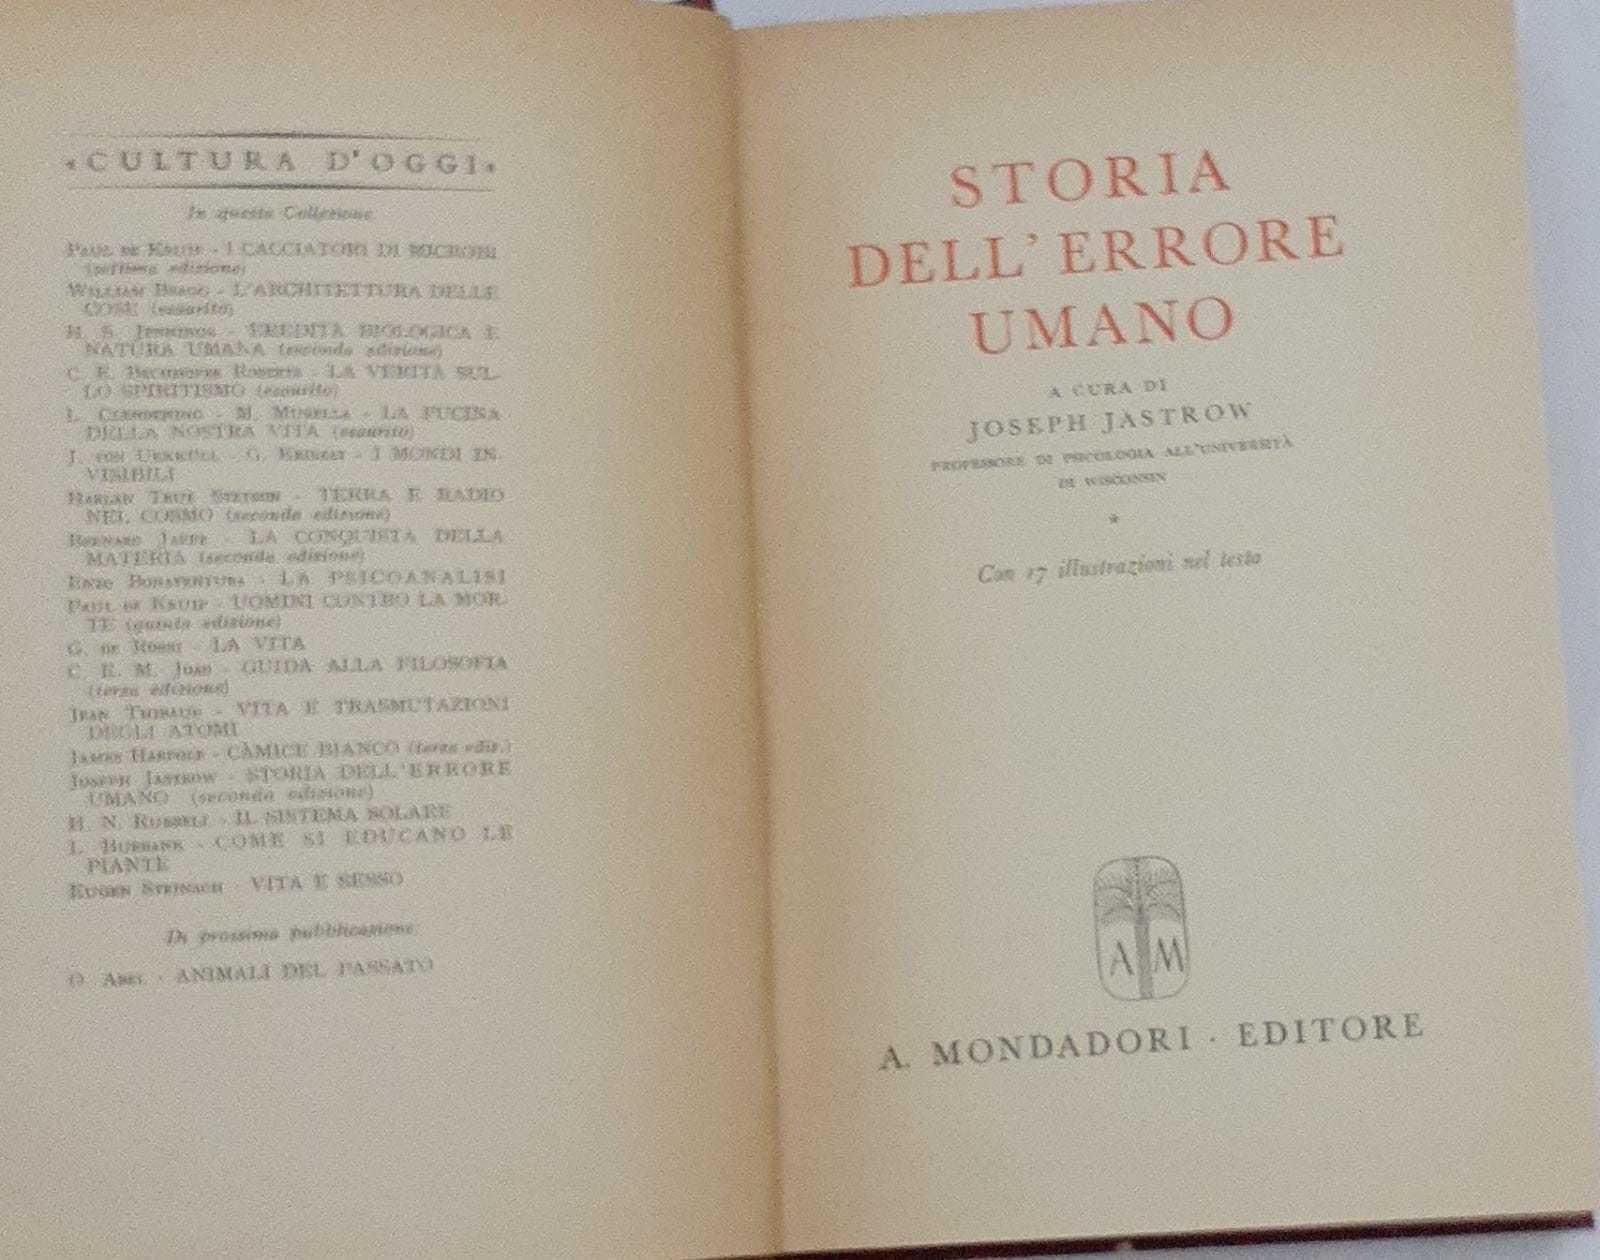 «CULTURA D'OGGI»
In questa Collezione
PAUL DE KRUIF - I CACCIATORI DI MICROBI
(settima edizione)
WILLIAM BRAGG - L'ARCHITETTURA DELLE
COSE (esaurito)
H. S. JENNINGS - EREDITÀ BIOLOGICA E
NATURA UMANA (seconda edizione)
C. E. BECHHOFER ROBERTS - LA VERITÀ SUL-
LO SPIRITISMO (esaurito)
L. CLENDENING - M. - LA FUCINA
DELLA NOSTRA VITA (esaurito)
J. VON UEXKÜLL - G. KRISZAT - I MONDI IN-
VISIBILI
HARLAN TRUE STETSON - TERRA E RADIO
NEL COSMO (seconda edizione)
BERNARD JAFFE - LA CONQUISTA DELLA
MATERIA (seconda edizione)
ENZO BONAVENTURA - LA PSICOANALISI
PAUL DE KRUIF - UOMINI CONTRO LA MOR-
TE (quinta edizione)
G. DE ROSSI - LA VITA
C. E. M. JOAD - GUIDA ALLA FILOSOFIA
(terza edizione)
JEAN THIBAUD - VITA E TRASMUTAZIONI
DEGLI ATOMI
JAMES HARPOLE - CÀMICE BIANCO (terza ediz.)
JOSEPH JASTROW - STORIA DELL'ERRORE
UMANO (seconda edizione)
H. N. RUSSELL - IL SISTEMA SOLARE
L. BURBANK - COME SI EDUCANO LE
PIANTE
EUGEN STEINACH - VITA E SESSO
Di prossima pubblicazione:
O. ABEL - ANIMALI DEL PASSATO
STORIA
DELL'ERRORE
UMANO
A CURA DI
JOSEPH JASTROW
PROFESSORE DI PSICOLOGIA ALL'UNIVERSITÀ
DI WISCONSIN
*
Con 17 illustrazioni nel testo
AM
A. MONDADORI · EDITORE